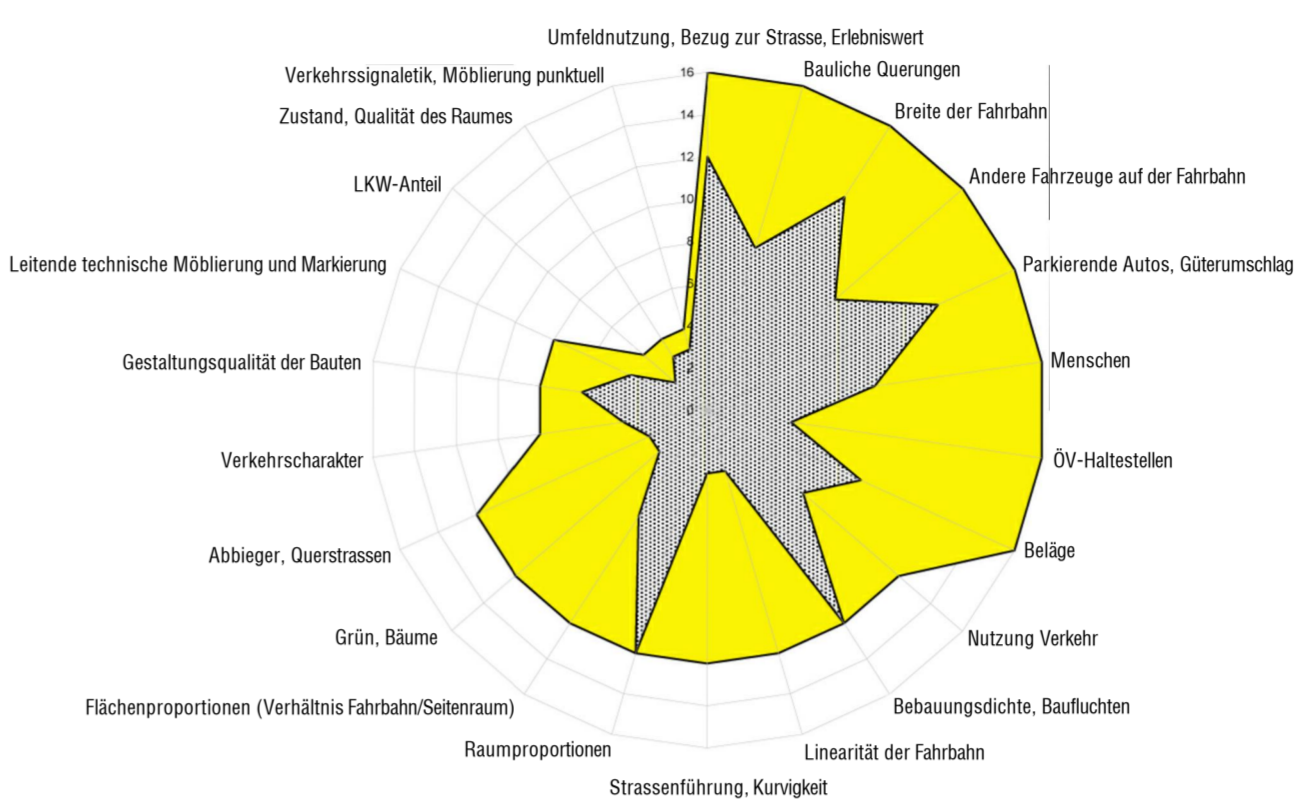 Umfeldnutzung, Bezug zur Strasse, Erlebniswert
Bauliche Querungen
Breite der Fahrbahn
Andere Fahrzeuge auf der Fahrbahn
Parkierende Autos, Güterumschlag
Menschen
ÖV-Haltestellen
Beläge
Nutzung Verkehr
Bebauungsdichte, Baufluchten
Linearität der Fahrbahn
Strassenführung, Kurvigkeit
Raumproportionen
Flächenproportionen (Verhältnis Fahrbahn/Seitenraum)
Grün, Bäume
Abbieger, Querstrassen
Verkehrscharakter
Gestaltungsqualität der Bauten
Leitende technische Möblierung und Markierung
LKW-Anteil
Zustand, Qualität des Raumes
Verkehrssignaletik, Möblierung punktuell
16
14
12
10
8
6
4
2
0